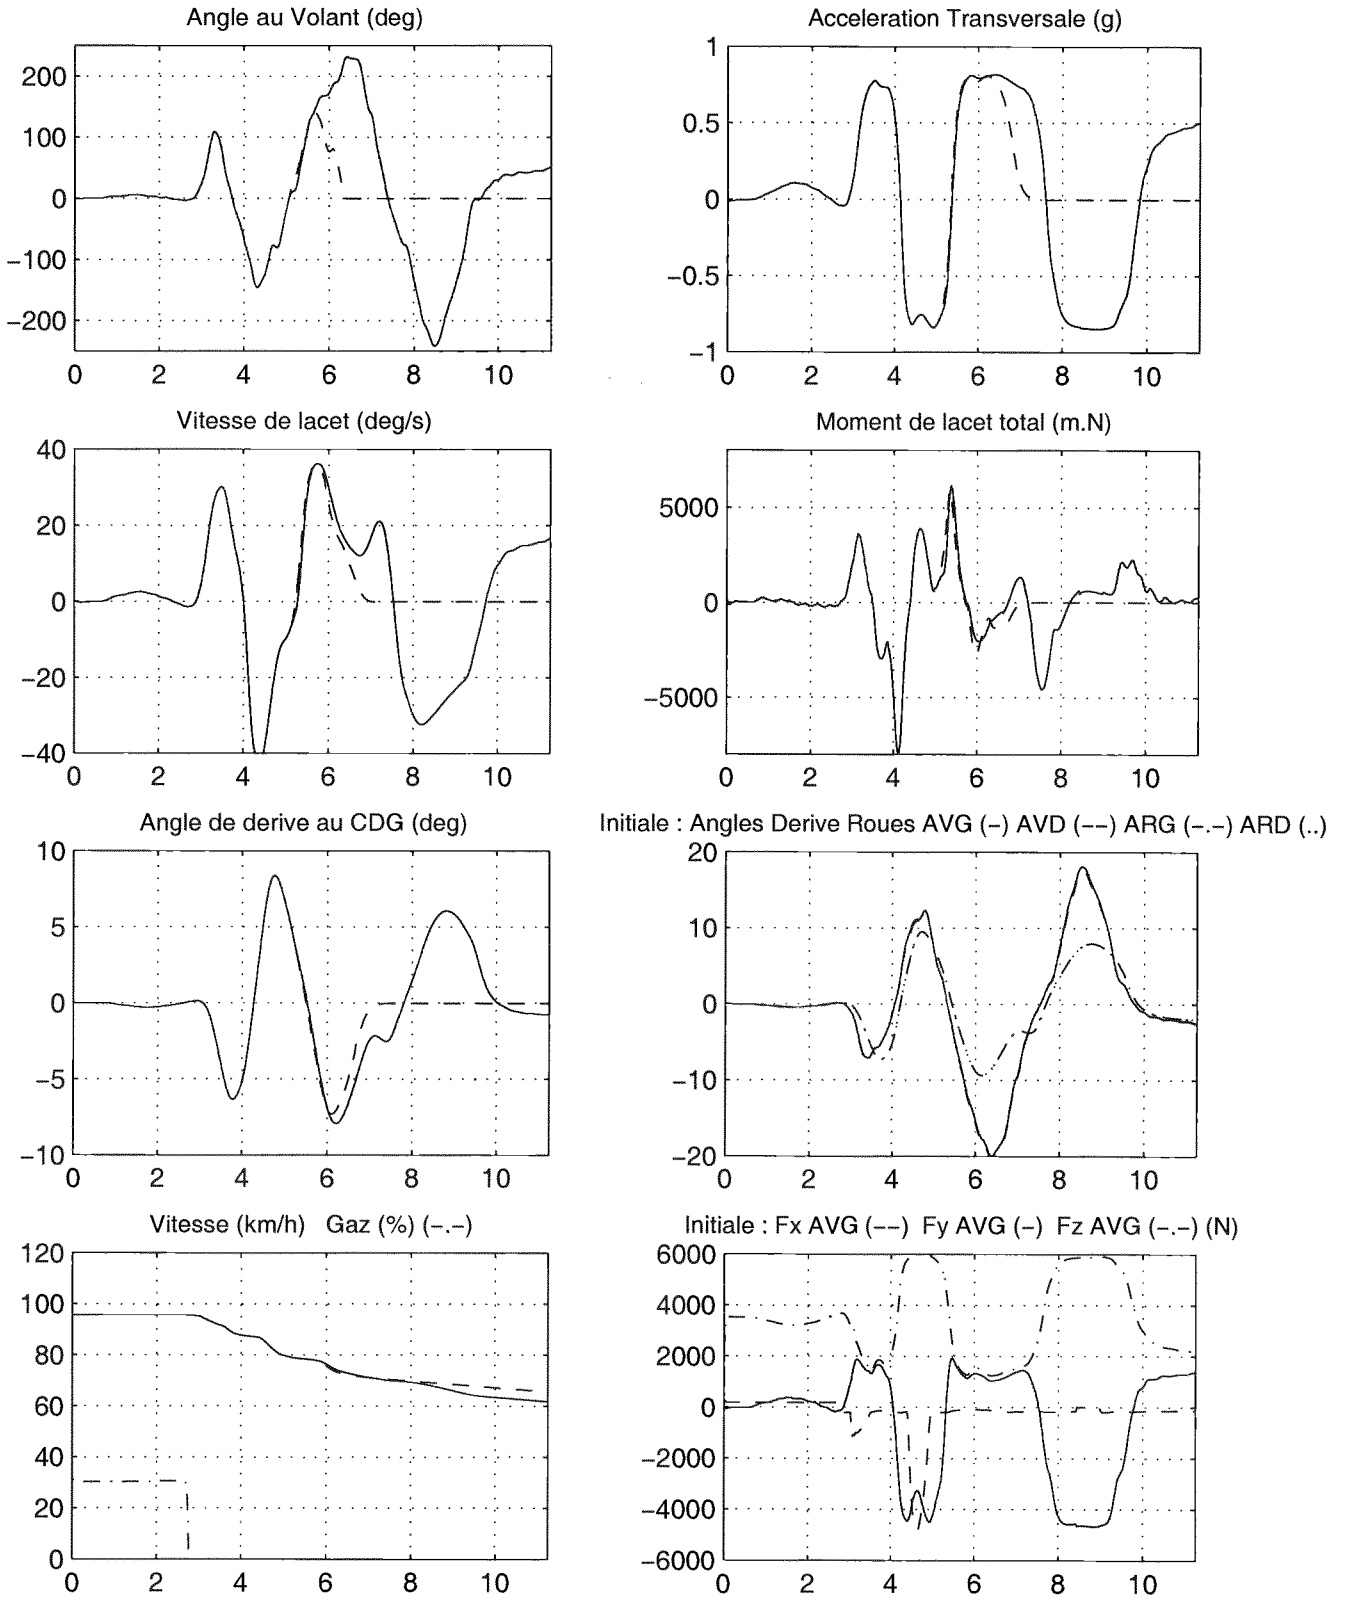 Angle au Volant (deg)
200
100
0
−100
−200
0 2 4 6 8 10
Acceleration Transversale (g)
1
0.5
0
−0.5
−1
0 2 4 6 8 10
Vitesse de lacet (deg/s)
40
20
0
−20
−40
0 2 4 6 8 10
Moment de lacet total (m.N)
5000
0
−5000
0 2 4 6 8 10
Angle de derive au CDG (deg)
10
5
0
−5
−10
0 2 4 6 8 10
Initiale : Angles Derive Roues AVG (−) AVD (−−) ARG (−.−) ARD (..)
20
10
0
−10
−20
0 2 4 6 8 10
Vitesse (km/h) Gaz (%) (−.−)
120
100
80
60
40
20
0
0 2 4 6 8 10
Initiale : Fx AVG (−−) Fy AVG (−) Fz AVG (−.−) (N)
6000
4000
2000
0
−2000
−4000
−6000
0 2 4 6 8 10